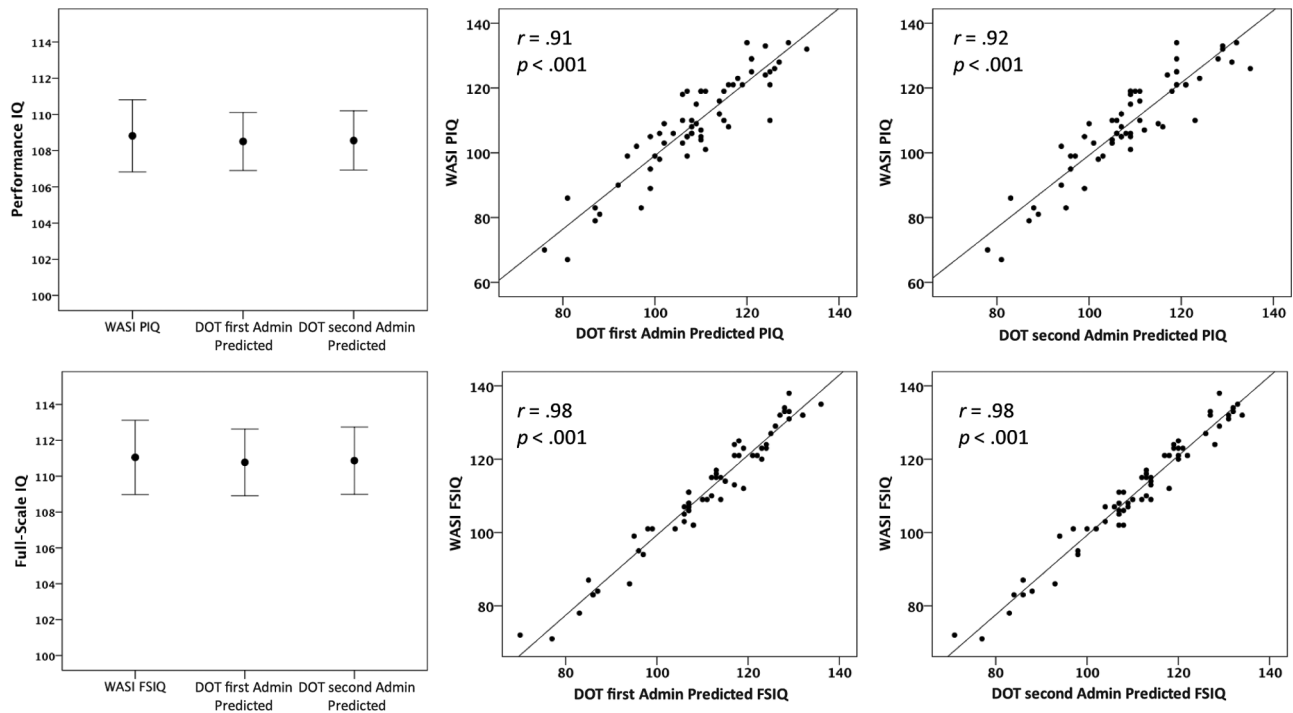 Performance IQ
114
112
110
108
106
104
102
100
WASI PIQ
DOT first Admin
Predicted
DOT second Admin
Predicted
r = .91
p < .001
WASI PIQ
140
120
100
80
60
80
100
120
140
DOT first Admin Predicted PIQ
r = .92
p < .001
WASI PIQ
140
120
100
80
60
80
100
120
140
DOT second Admin Predicted PIQ
Full-Scale IQ
114
112
110
108
106
104
102
100
WASI FSIQ
DOT first Admin
Predicted
DOT second Admin
Predicted
r = .98
p < .001
WASI FSIQ
140
120
100
80
80
100
120
140
DOT first Admin Predicted FSIQ
r = .98
p < .001
WASI FSIQ
140
120
100
80
80
100
120
140
DOT second Admin Predicted FSIQ